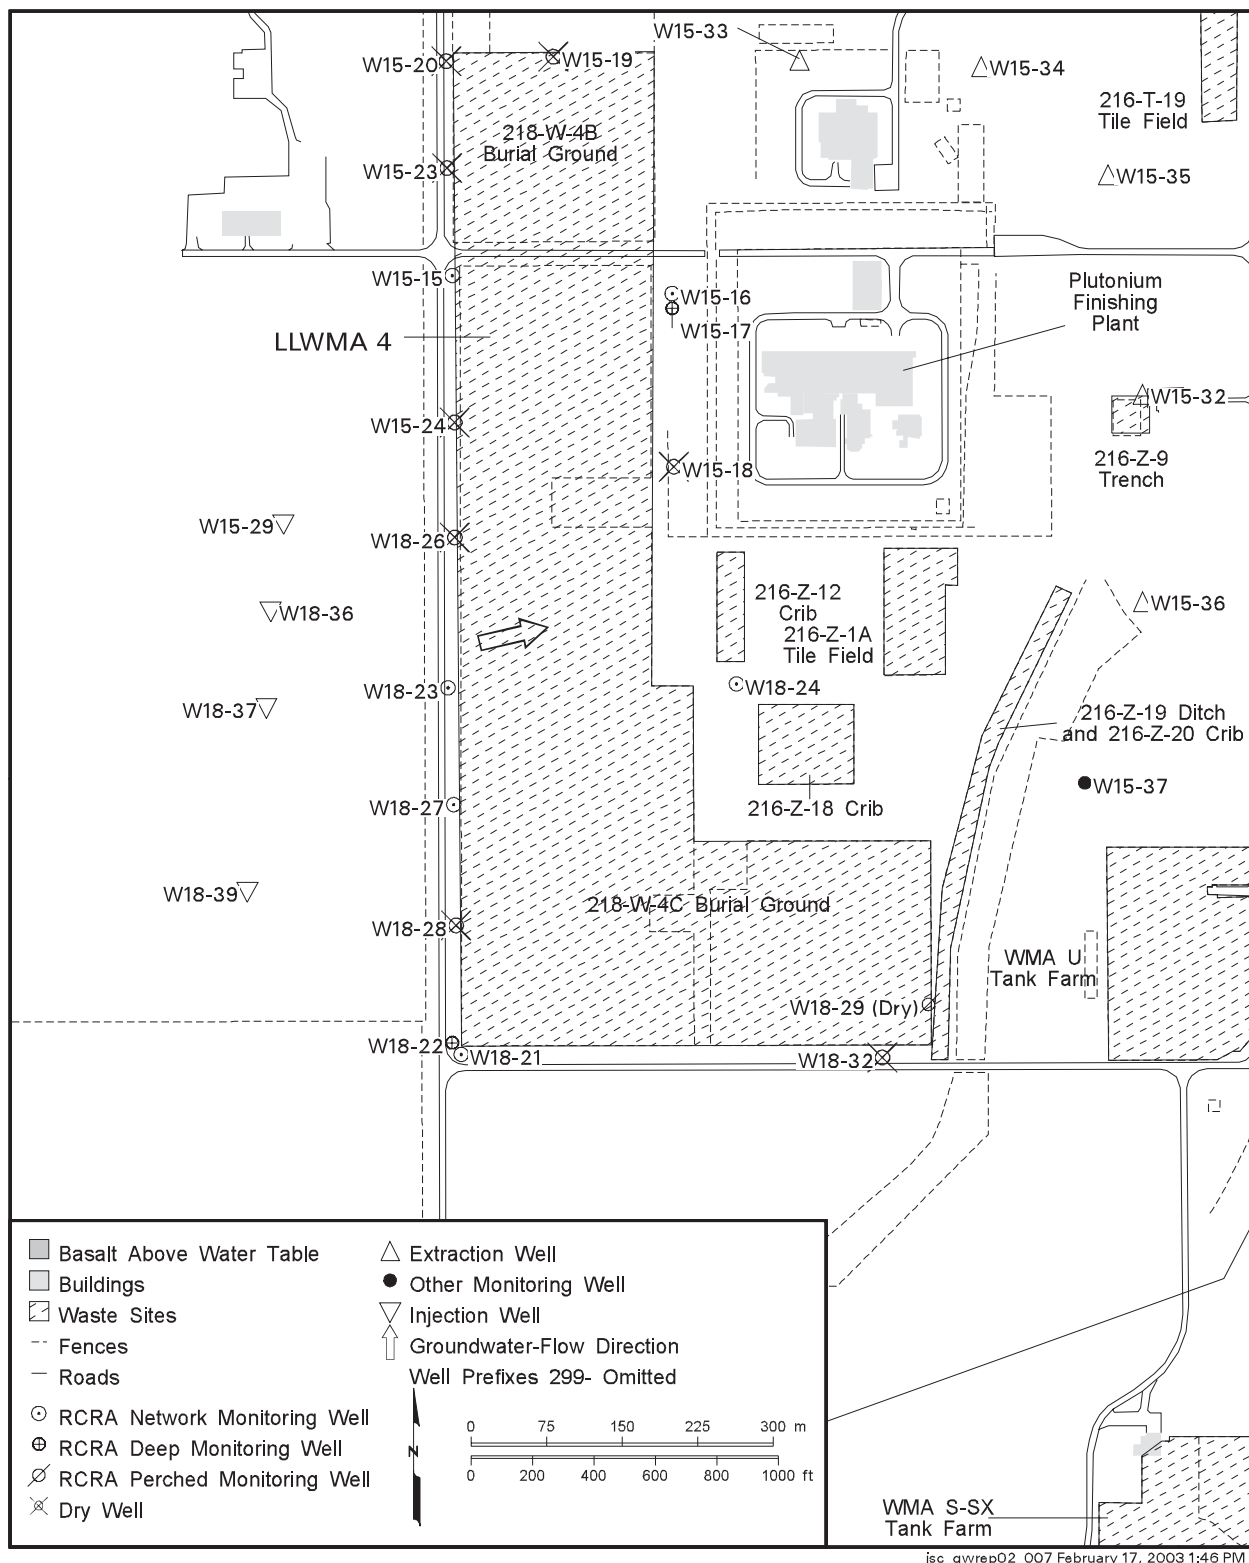 W15-33
W15-20
W15-19
W15-34
216-T-19
Tile Field
218-W-4B
Burial Ground
W15-23
W15-35
W15-15
W15-16
W15-17
Plutonium
Finishing
Plant
LLWMA 4
W15-32
W15-24
W15-18
216-Z-9
Trench
W15-29
W18-26
216-Z-12
Crib
W18-36
W15-36
216-Z-1A
Tile Field
W18-23
W18-24
W18-37
216-Z-19 Ditch
and 216-Z-20 Crib
W15-37
W18-27
216-Z-18 Crib
W18-39
218-W-4C Burial Ground
W18-28
WMA U
Tank Farm
W18-29 (Dry)
W18-22
W18-21
W18-32
Basalt Above Water Table
Buildings
Waste Sites
Fences
Roads
RCRA Network Monitoring Well
RCRA Deep Monitoring Well
RCRA Perched Monitoring Well
Dry Well
Extraction Well
Other Monitoring Well
Injection Well
Groundwater-Flow Direction
Well Prefixes 299- Omitted
N
0 75 150 225 300 m
0 200 400 600 800 1000 ft
WMA S-SX
Tank Farm
jsc_gwrep02_007 February 17, 2003 1:46 PM